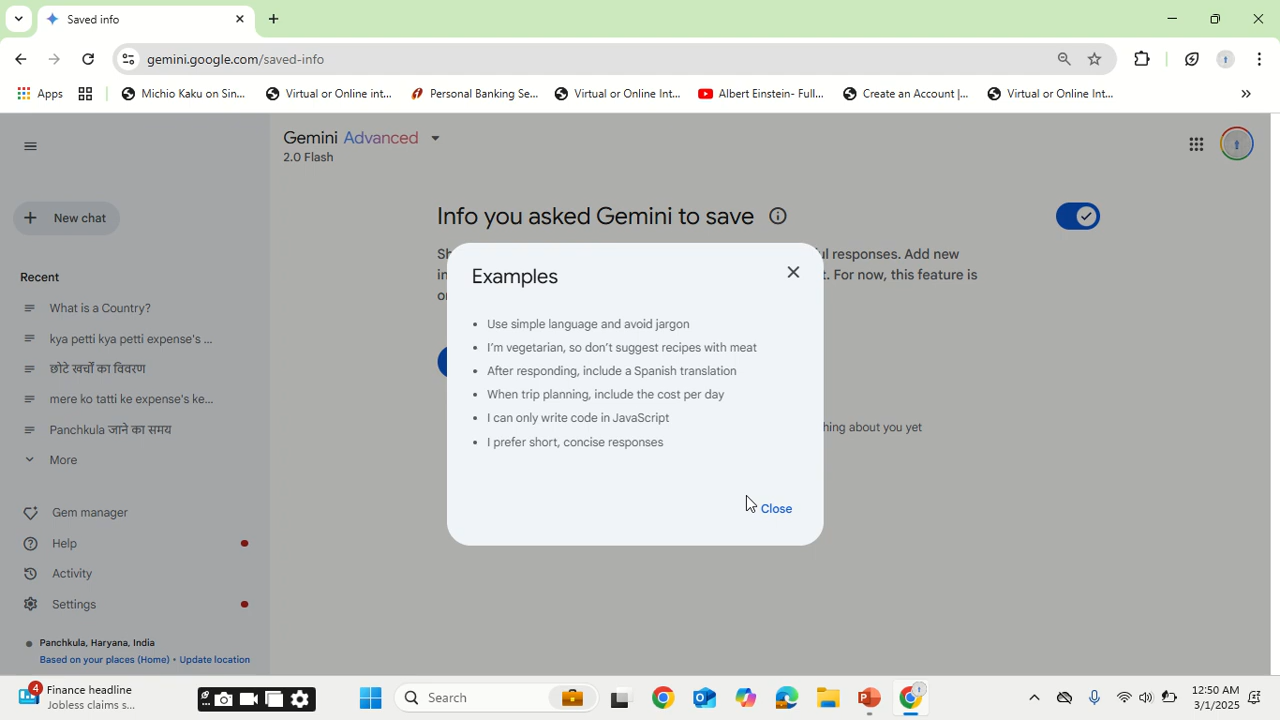 Saved info
gemini.google.com/saved-info
Apps
Michio Kaku on Sin...
Virtual or Online int...
Personal Banking Se...
Virtual or Online Int...
Albert Einstein- Full...
Create an Account |...
Virtual or Online Int...
Gemini Advanced
2.0 Flash
New chat
Recent
What is a Country?
kya petti kya petti expense's ...
छोटे खर्चों का विवरण
mere ko tatti ke expense's ke...
Panchkula जाने का समय
More
Gem manager
Help
Activity
Settings
Panchkula, Haryana, India
Based on your places (Home) • Update location
Info you asked Gemini to save
ul responses. Add new
t. For now, this feature is
hing about you yet
Examples
• Use simple language and avoid jargon
• I'm vegetarian, so don't suggest recipes with meat
• After responding, include a Spanish translation
• When trip planning, include the cost per day
• I can only write code in JavaScript
• I prefer short, concise responses
Close
4
Finance headline
Jobless claims s...
Search
12:50 AM
3/1/2025